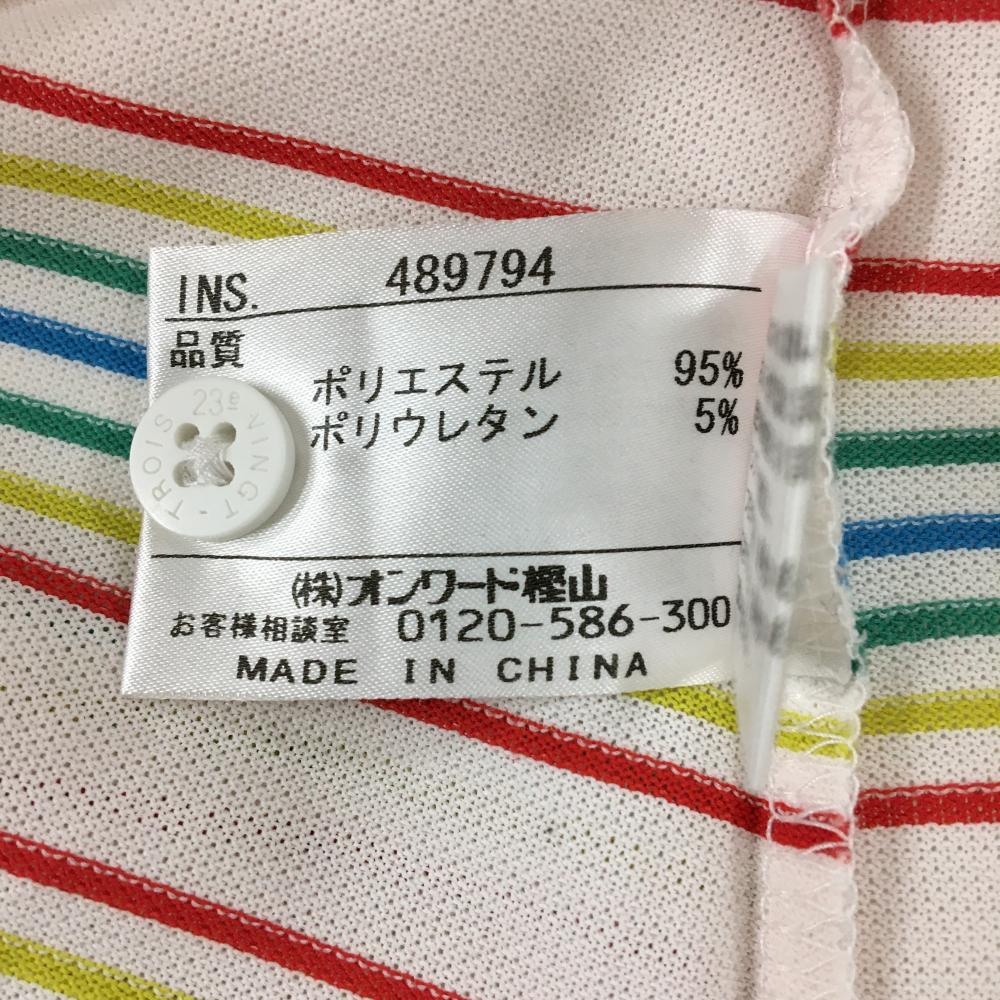 INS. 489794
品質
ポリエステル 95%
ポリウレタン 5%
(株)オンワード樫山
お客様相談室 0120-586-300
MADE IN CHINA
23e
VINGT-TROIS